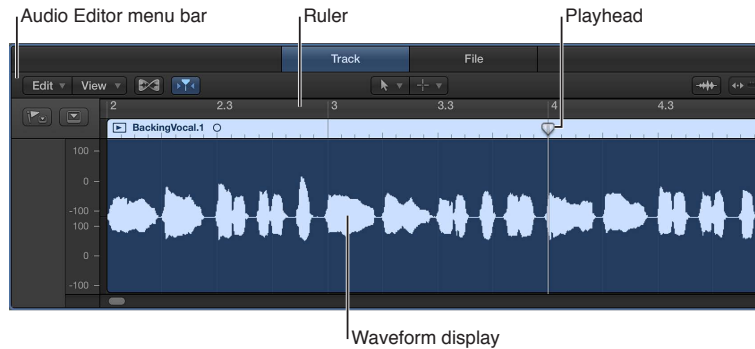 Audio Editor menu bar
Ruler
Playhead
Track
File
Edit
View
2
2.3
3
3.3
4
4.3
BackingVocal.1
100
0
-100
100
0
-100
Waveform display